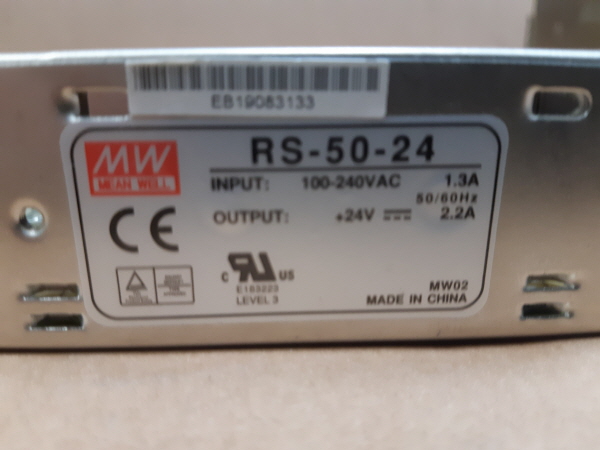 EB19083133
MW
MEAN WELL
RS-50-24
INPUT: 100-240VAC 1.3A
50/60Hz
OUTPUT: +24V 2.2A
CE
c RU US
E183223
LEVEL 3
MW02
MADE IN CHINA